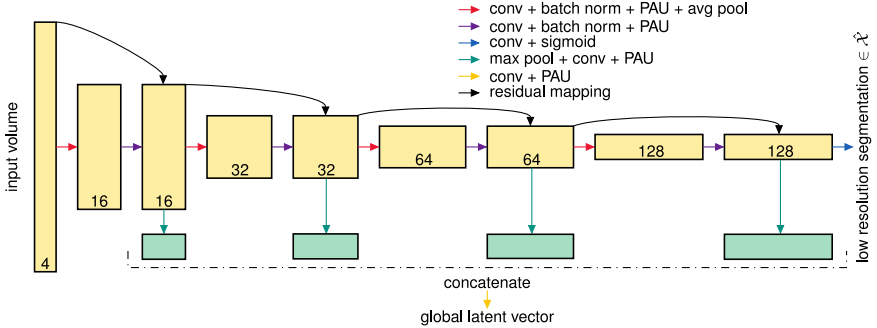 conv + batch norm + PAU + avg pool
conv + batch norm + PAU
conv + sigmoid
max pool + conv + PAU
conv + PAU
residual mapping
input volume
4
16
16
32
32
64
64
128
128
low resolution segmentation ∈ 𝒳̂
concatenate
global latent vector